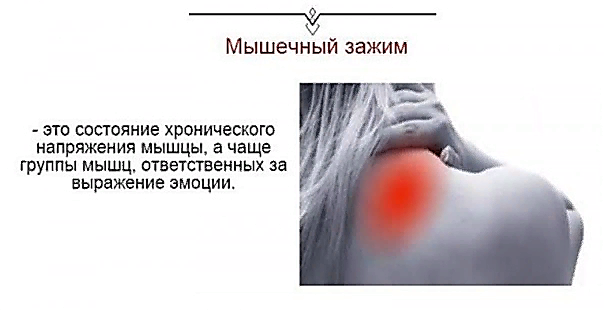 Мышечный зажим
- это состояние хронического
напряжения мышцы, а чаще
группы мышц, ответственных за
выражение эмоции.